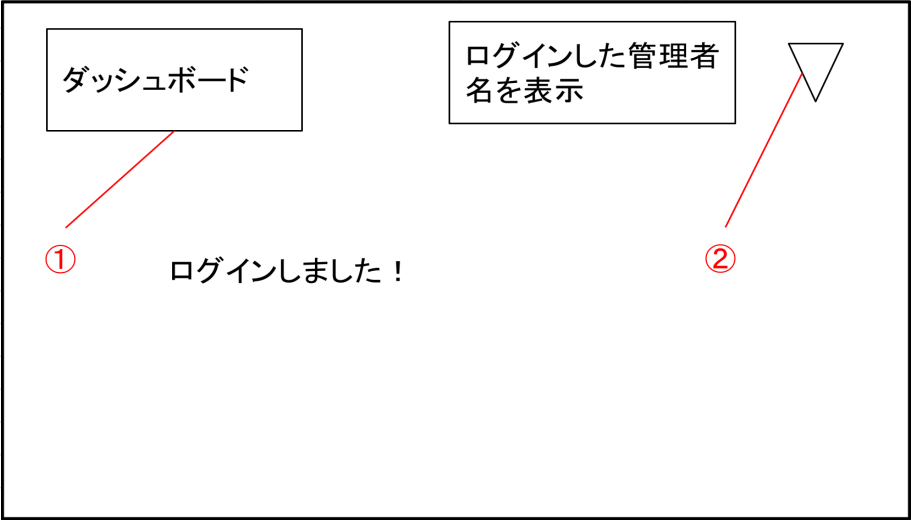 ダッシュボード
ログインした管理者
名を表示
①
②
ログインしました！